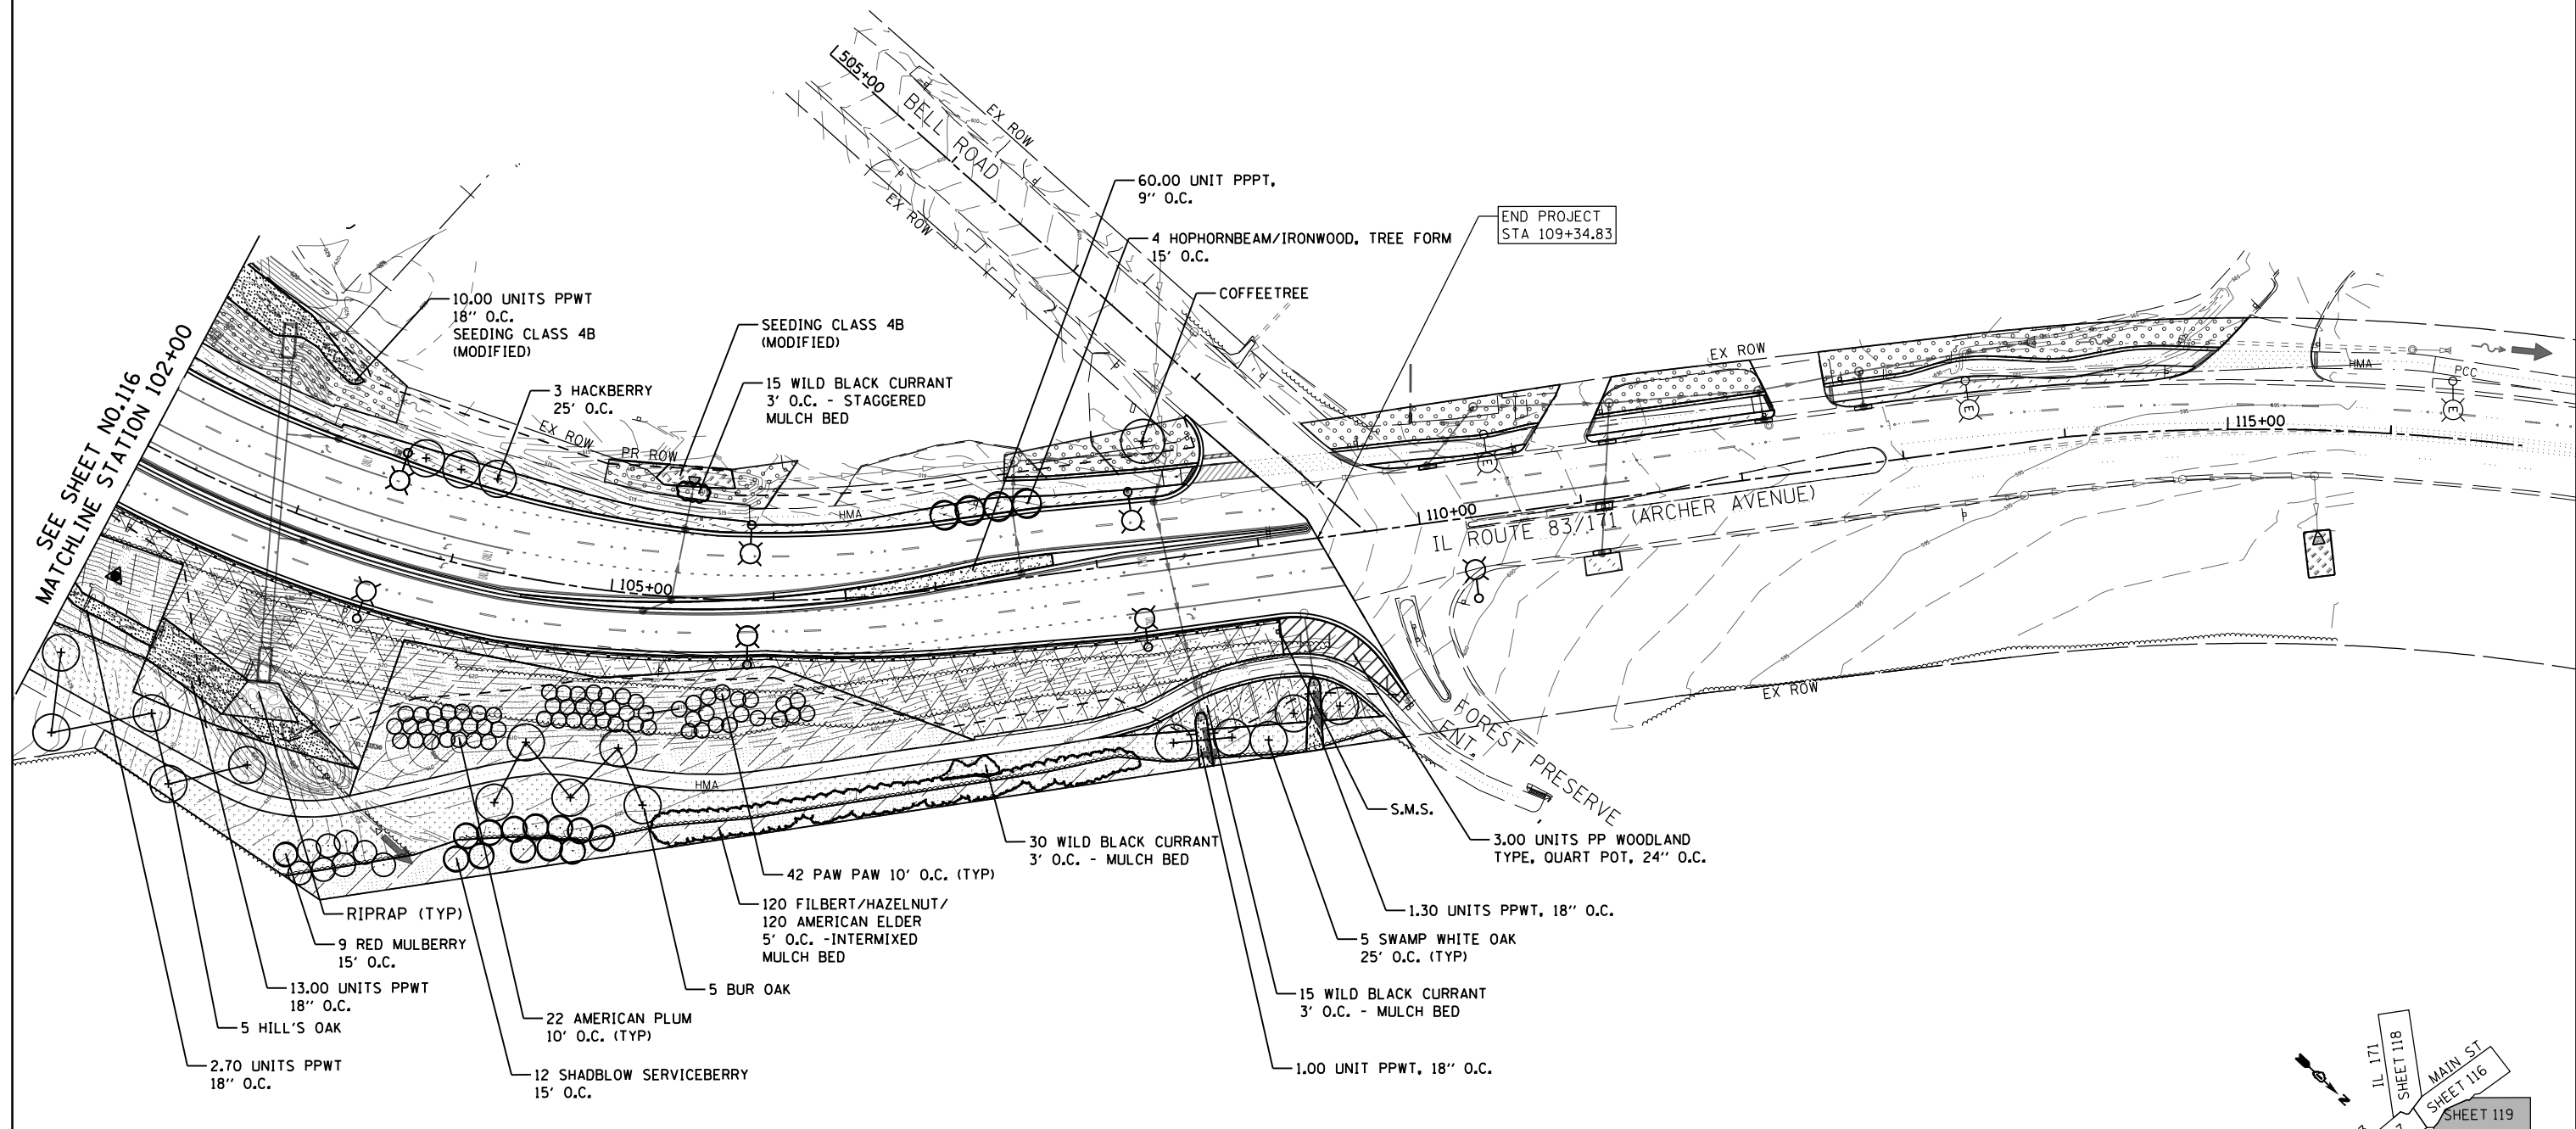 505+00
BELL ROAD
EX ROW
EX ROW
60.00 UNIT PPPT,
9" O.C.
4 HOPHORNBEAM/IRONWOOD, TREE FORM
15' O.C.
END PROJECT
STA 109+34.83
COFFEETREE
10.00 UNITS PPWT
18" O.C.
SEEDING CLASS 4B
(MODIFIED)
SEEDING CLASS 4B
(MODIFIED)
15 WILD BLACK CURRANT
3' O.C. - STAGGERED
MULCH BED
3 HACKBERRY
25' O.C.
SEE SHEET NO.116
MATCHLINE STATION 102+00
EX ROW
PR ROW
HMA
EX ROW
HMA
PCC
E
E
E
115+00
110+00
IL ROUTE 83/171 (ARCHER AVENUE)
105+00
EX ROW
FOREST PRESERVE
ENT.
HMA
S.M.S.
3.00 UNITS PP WOODLAND
TYPE, QUART POT, 24" O.C.
30 WILD BLACK CURRANT
3' O.C. - MULCH BED
42 PAW PAW 10' O.C. (TYP)
120 FILBERT/HAZELNUT/
120 AMERICAN ELDER
5' O.C. -INTERMIXED
MULCH BED
1.30 UNITS PPWT, 18" O.C.
5 SWAMP WHITE OAK
25' O.C. (TYP)
RIPRAP (TYP)
9 RED MULBERRY
15' O.C.
13.00 UNITS PPWT
18" O.C.
5 BUR OAK
15 WILD BLACK CURRANT
3' O.C. - MULCH BED
5 HILL'S OAK
22 AMERICAN PLUM
10' O.C. (TYP)
2.70 UNITS PPWT
18" O.C.
12 SHADBLOW SERVICEBERRY
15' O.C.
1.00 UNIT PPWT, 18" O.C.
N
IL 171
SHEET 118
MAIN ST
SHEET 116
SHEET 119